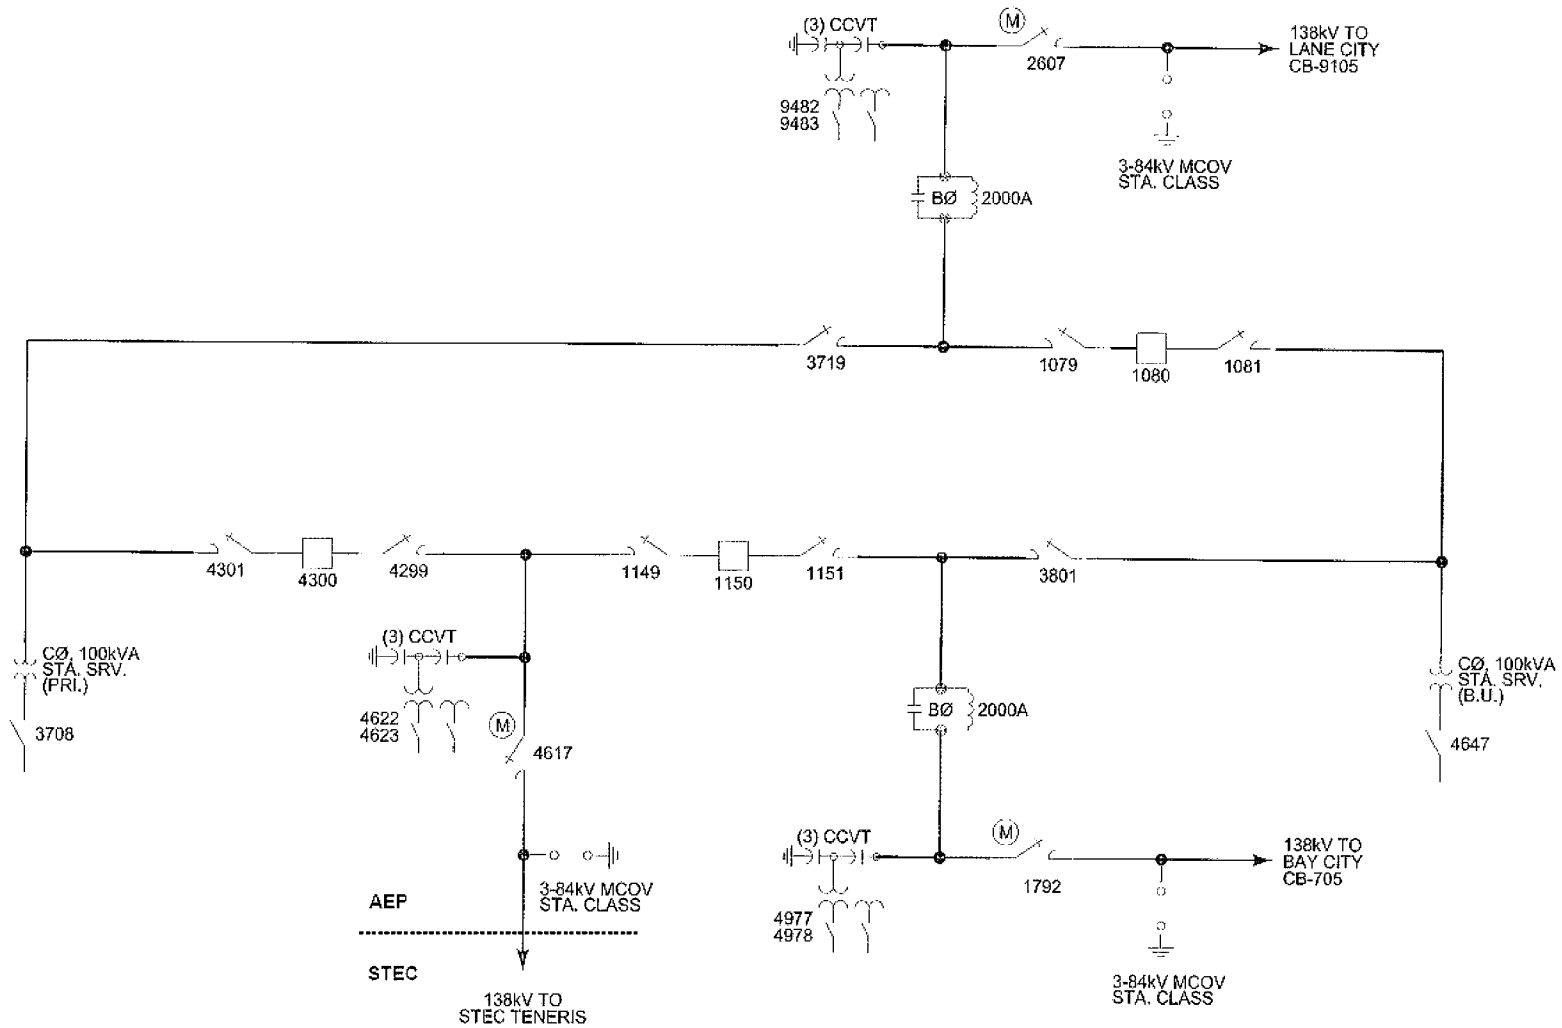 (3) CCVT
M
2607
138kV TO
LANE CITY
CB-9105
9482
9483
3-84kV MCOV
STA. CLASS
BØ
2000A
3719
1079
1080
1081
4301
4300
4299
1149
1150
1151
3801
CØ, 100kVA
STA. SRV.
(PRI.)
3708
(3) CCVT
4622
4623
M
4617
BØ
2000A
CØ, 100kVA
STA. SRV.
(B.U.)
4647
(3) CCVT
M
1792
138kV TO
BAY CITY
CB-705
4977
4978
3-84kV MCOV
STA. CLASS
AEP
3-84kV MCOV
STA. CLASS
STEC
138kV TO
STEC TENERIS